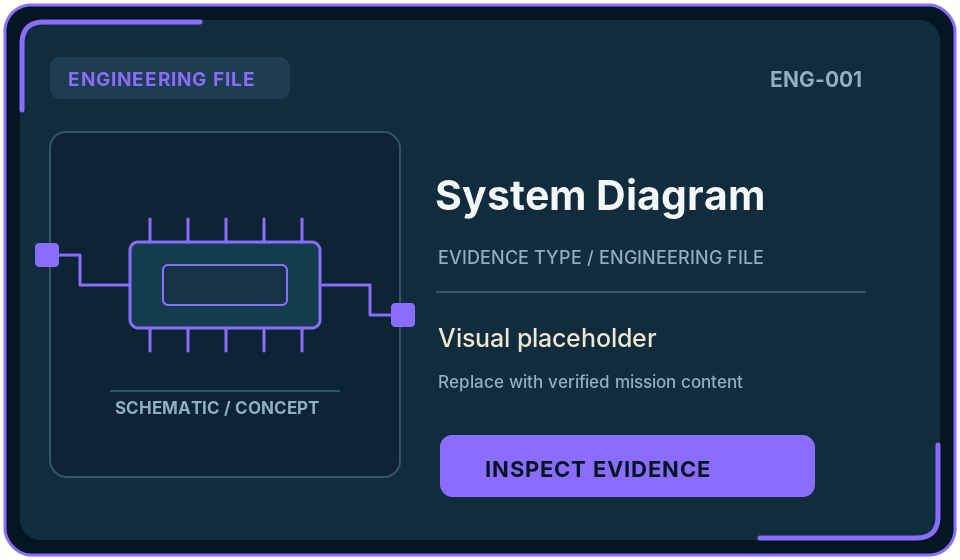 ENGINEERING FILE
ENG-001
System Diagram
EVIDENCE TYPE / ENGINEERING FILE
Visual placeholder
Replace with verified mission content
SCHEMATIC / CONCEPT
INSPECT EVIDENCE